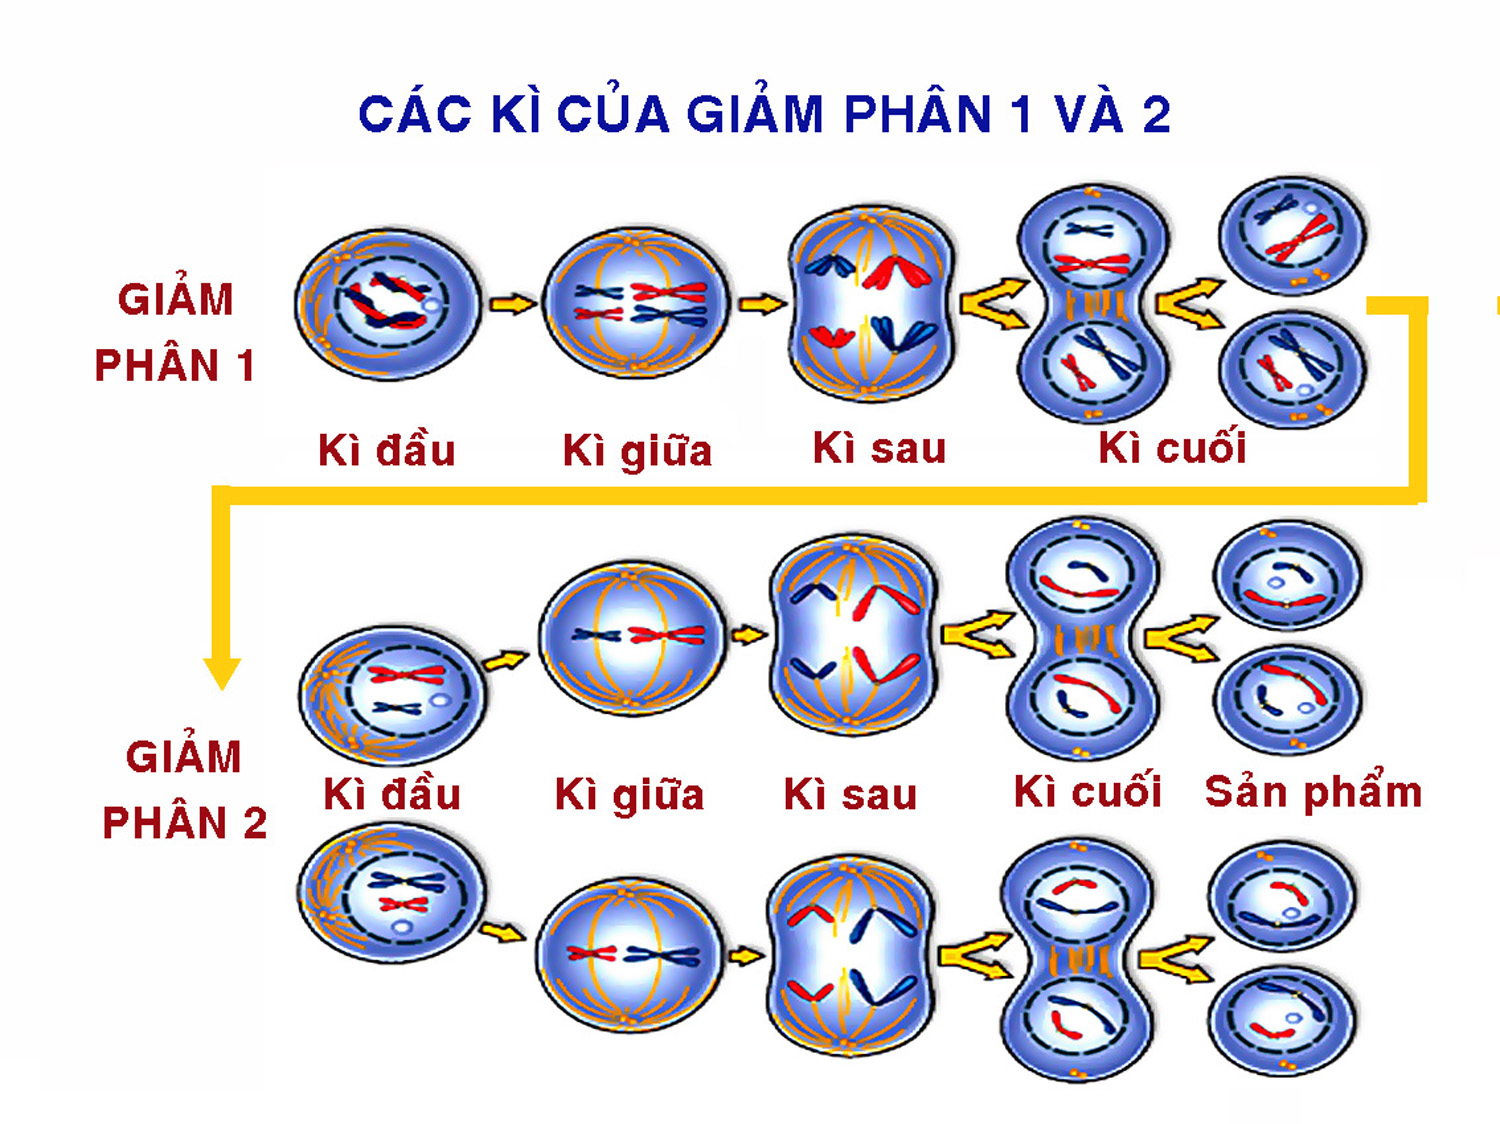 CÁC KÌ CỦA GIẢM PHÂN 1 VÀ 2
GIẢM
PHÂN 1
Kì đầu
Kì giữa
Kì sau
Kì cuối
GIẢM
PHÂN 2
Kì đầu
Kì giữa
Kì sau
Kì cuối
Sản phẩm